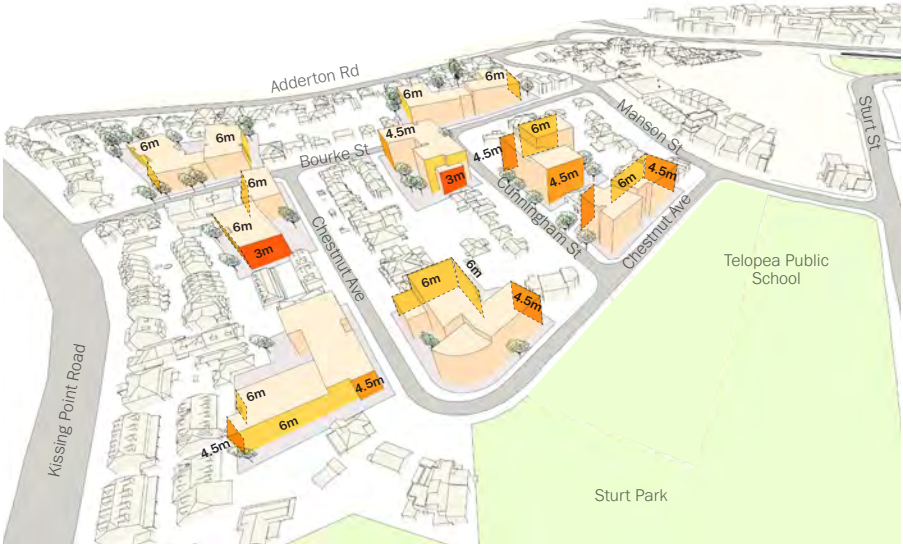 Adderton Rd
6m
6m
4.5m
6m
6m
Bourke St
3m
4.5m
6m
4.5m
Manson St
Sturt St
6m
4.5m
Cunningham St
Chestnut Ave
6m
6m
3m
Chestnut Ave
6m
6m
4.5m
Telopea Public
School
Kissing Point Road
6m
4.5m
6m
4.5m
Sturt Park